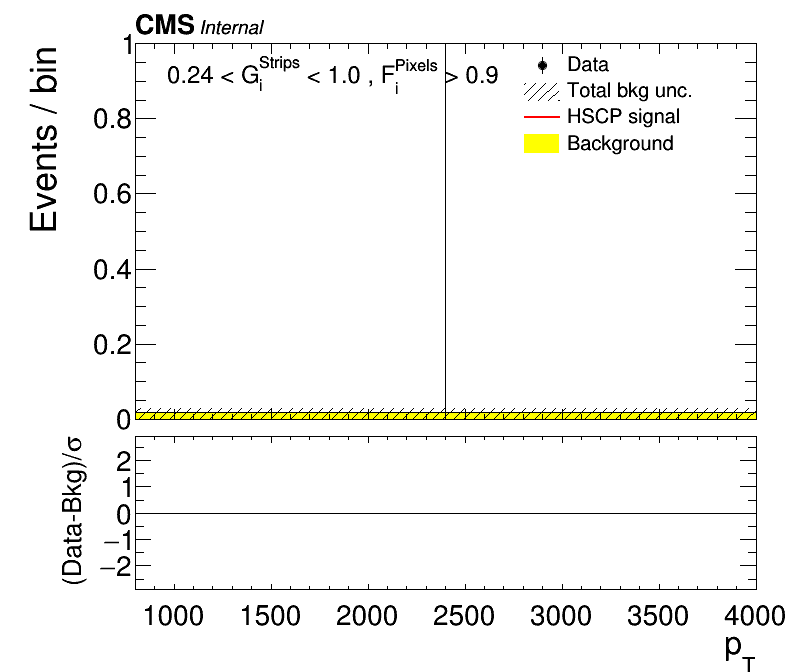 CMS Internal
0.24 < G_i^Strips < 1.0 , F_i^Pixels > 0.9
Data
Total bkg unc.
HSCP signal
Background
Events / bin
1
0.8
0.6
0.4
0.2
0
(Data-Bkg)/σ
2
1
0
−1
−2
1000 1500 2000 2500 3000 3500 4000
p_T